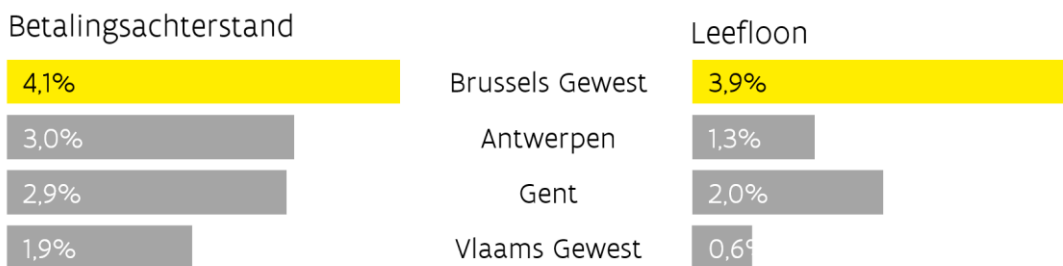 Betalingsachterstand
Leefloon
4,1% Brussels Gewest 3,9%
3,0% Antwerpen 1,3%
2,9% Gent 2,0%
1,9% Vlaams Gewest 0,6%